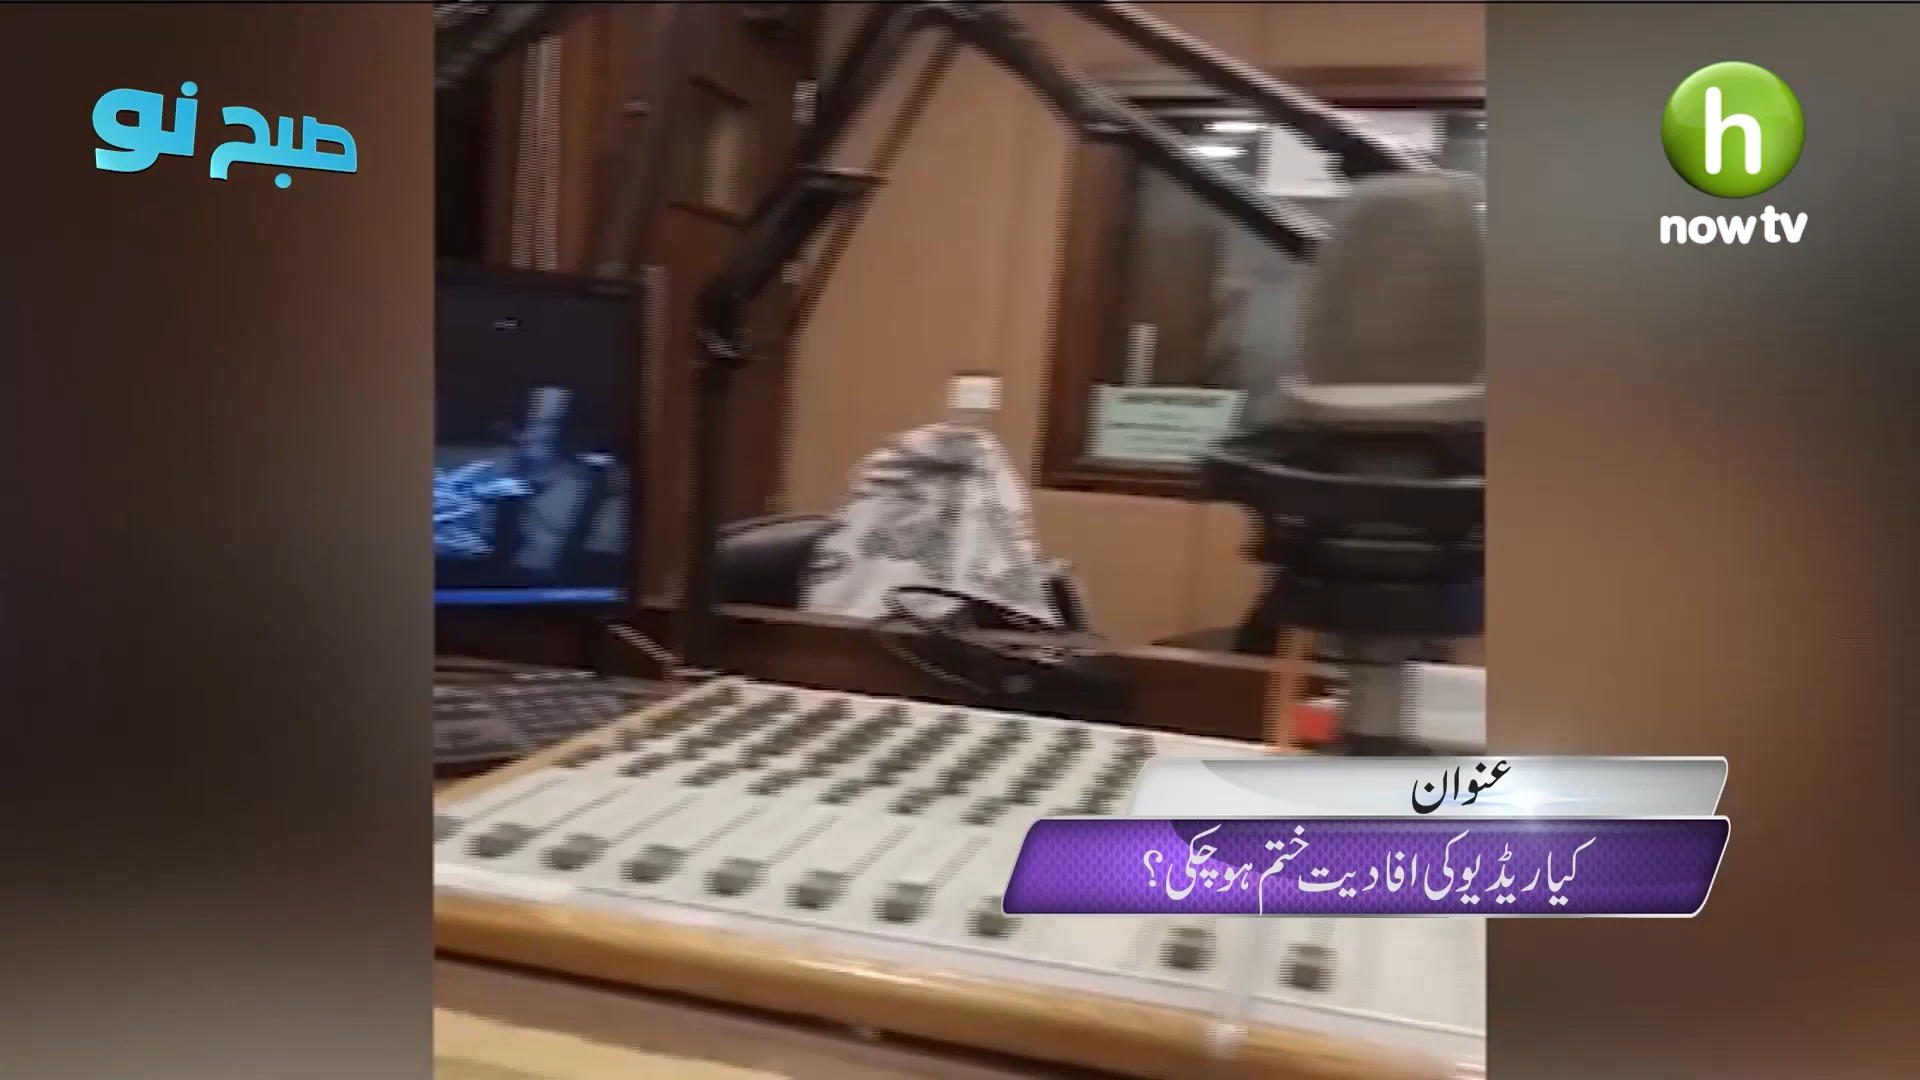 صبح نو
h
now tv
عنوان
کیا ریڈیو کی افادیت ختم ہو چکی؟